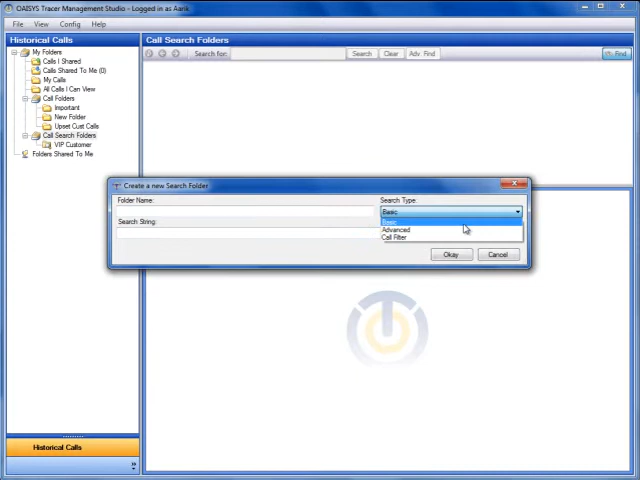 OAISYS Tracer Management Studio - Logged in as Aarik
File View Config Help
Historical Calls
Call Search Folders
My Folders
Calls I Shared
Calls Shared To Me (0)
My Calls
All Calls I Can View
Call Folders
Important
New Folder
Upset Cust Calls
Call Search Folders
VIP Customer
Folders Shared To Me
Search for:
Search Clear Adv. Find
Find
Create a new Search Folder
Folder Name:
Search Type:
Basic
Search String:
Basic
Advanced
Call Filter
Okay Cancel
Historical Calls